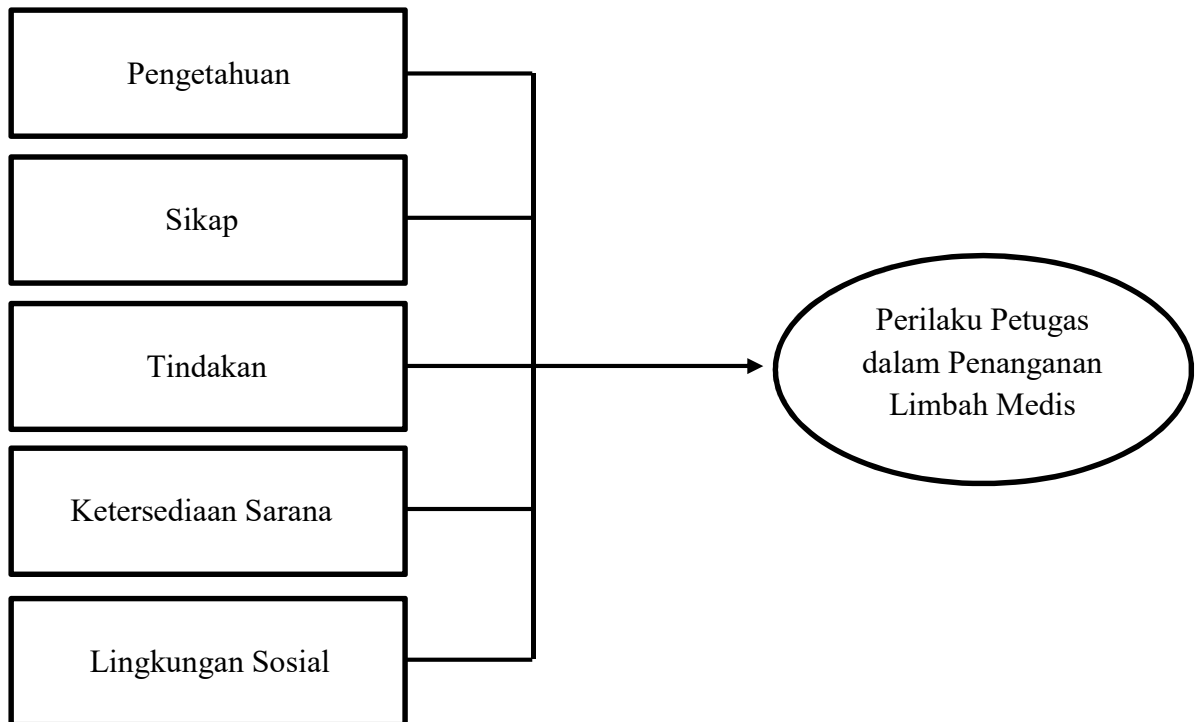 Pengetahuan
Sikap
Tindakan
Ketersediaan Sarana
Lingkungan Sosial
Perilaku Petugas
dalam Penanganan
Limbah Medis